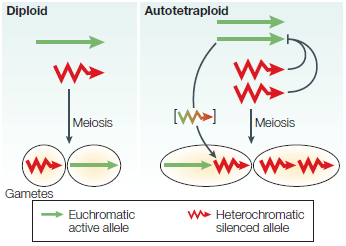 Diploid
Autotetraploid
Meiosis
[ ]
Meiosis
Gametes
Euchromatic
active allele
Heterochromatic
silenced allele